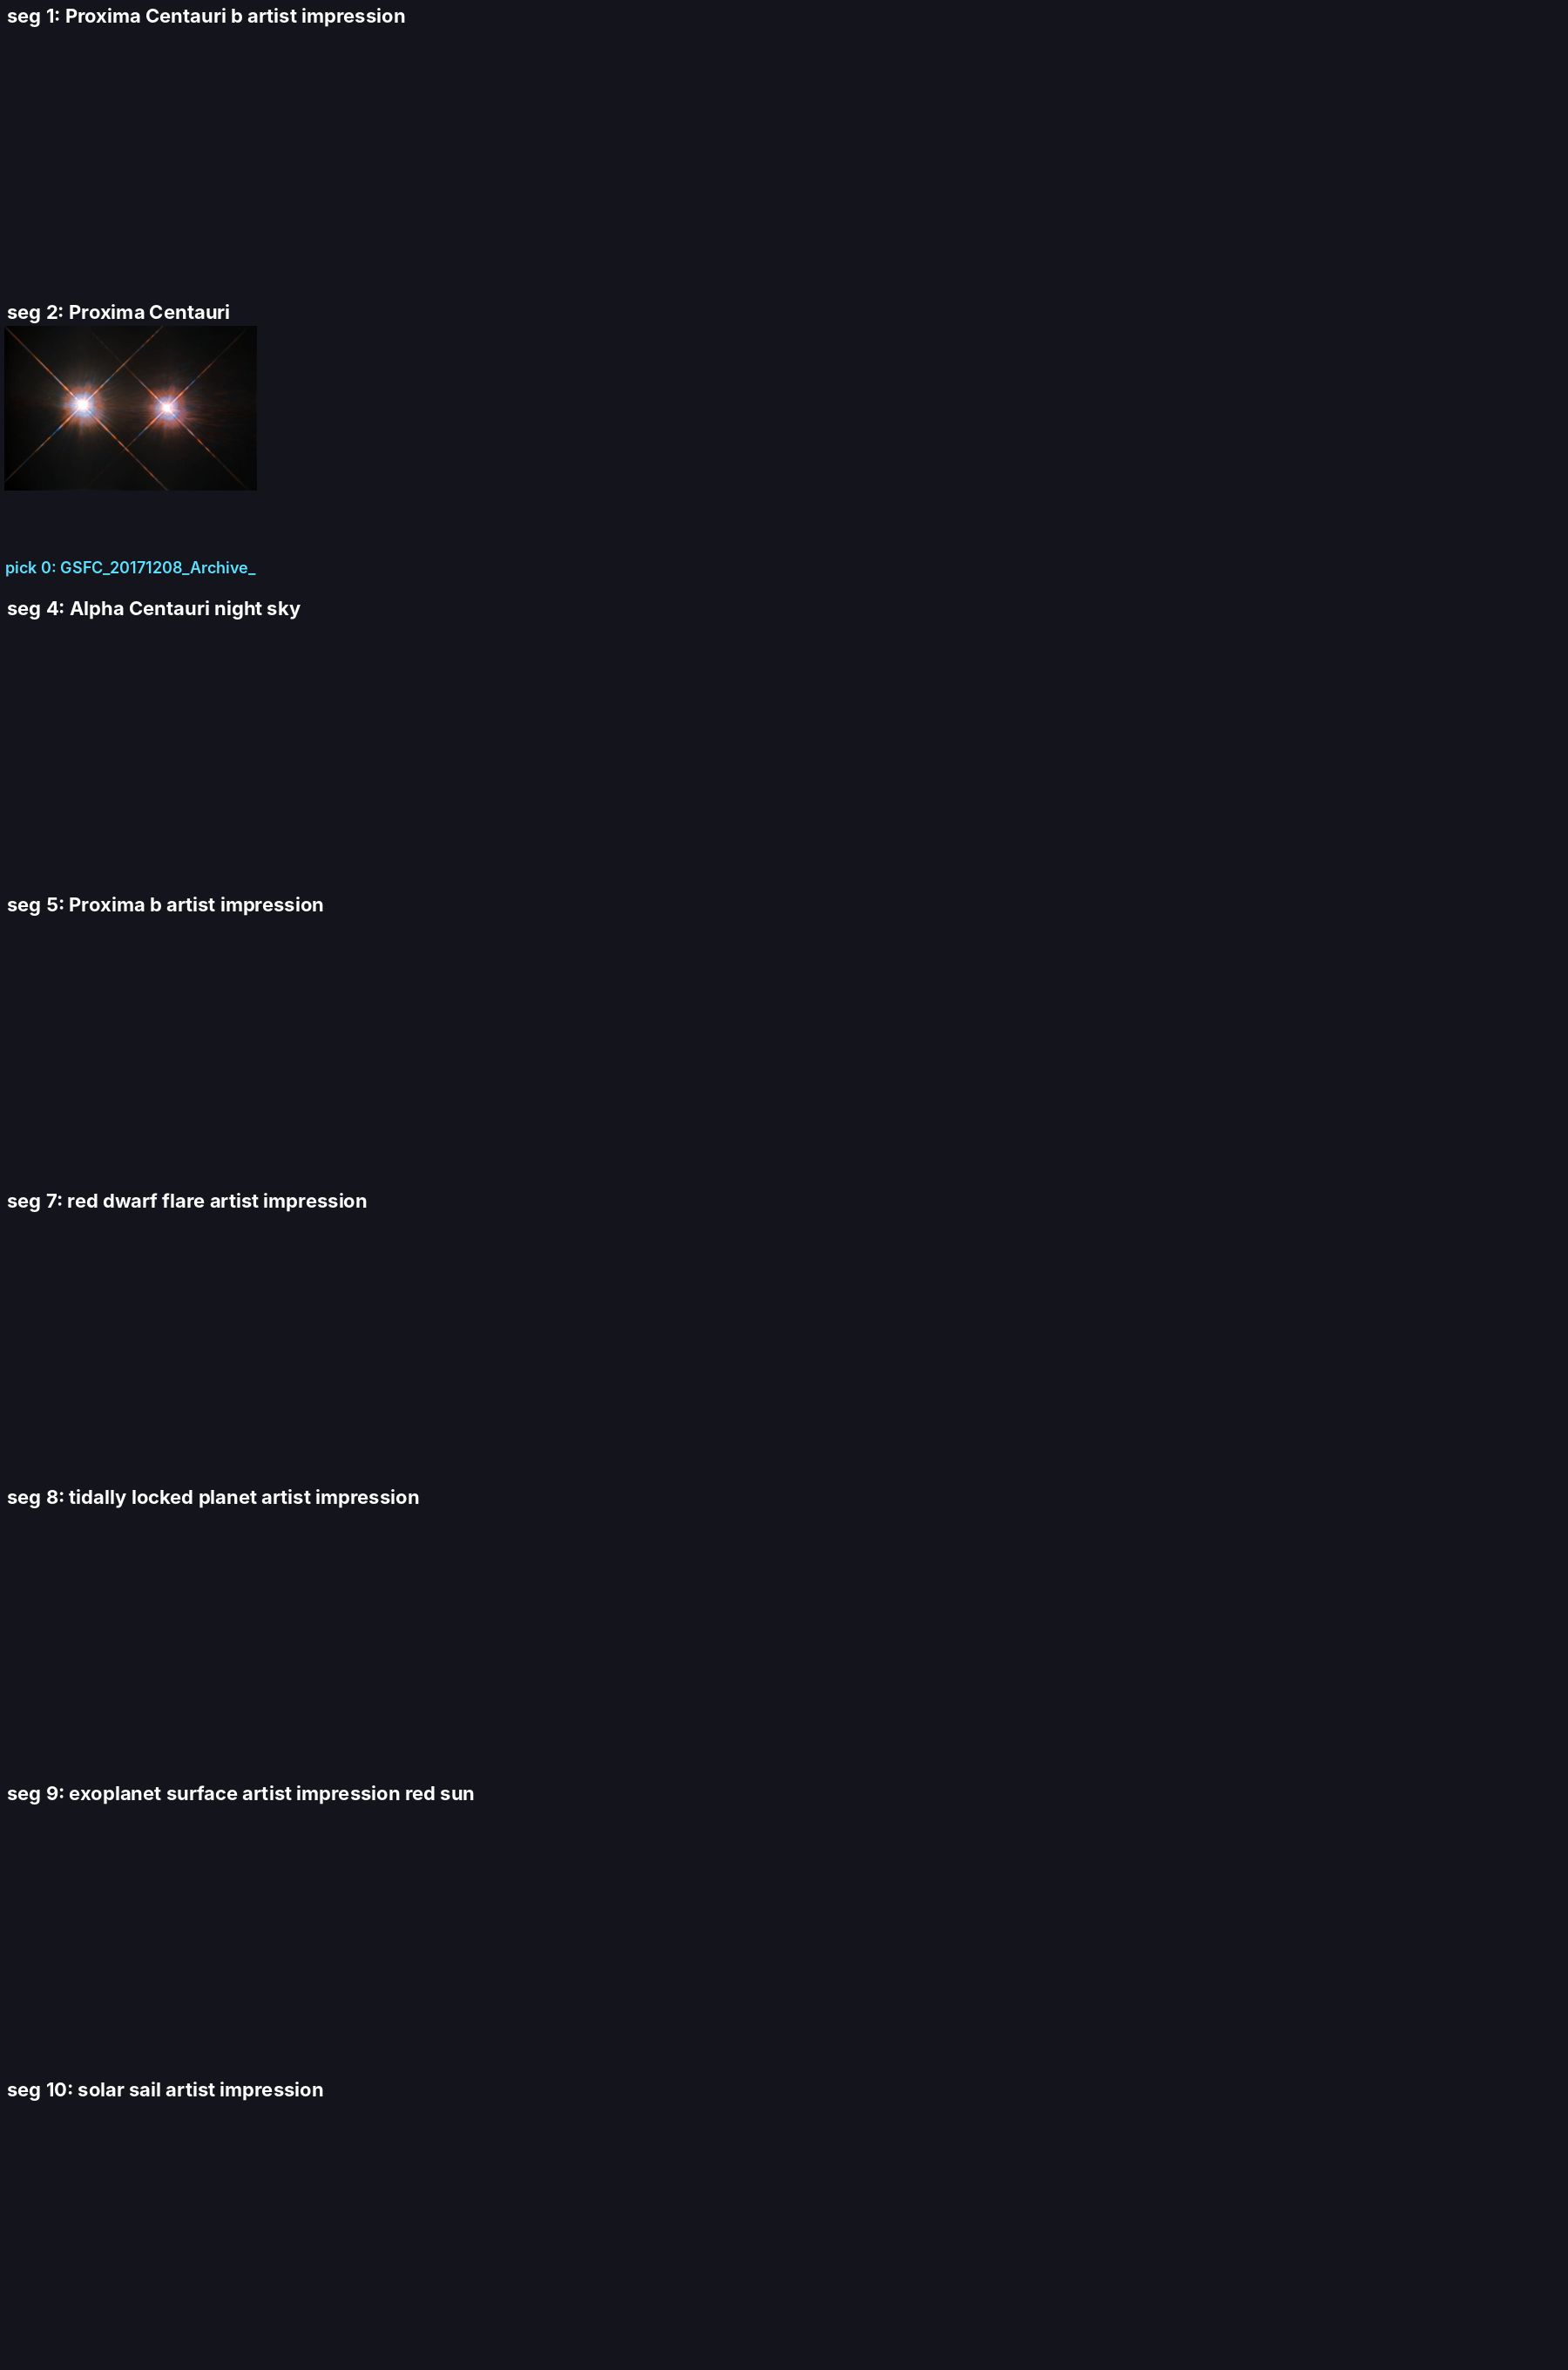 seg 1: Proxima Centauri b artist impression
seg 2: Proxima Centauri
pick 0: GSFC_20171208_Archive_
seg 4: Alpha Centauri night sky
seg 5: Proxima b artist impression
seg 7: red dwarf flare artist impression
seg 8: tidally locked planet artist impression
seg 9: exoplanet surface artist impression red sun
seg 10: solar sail artist impression